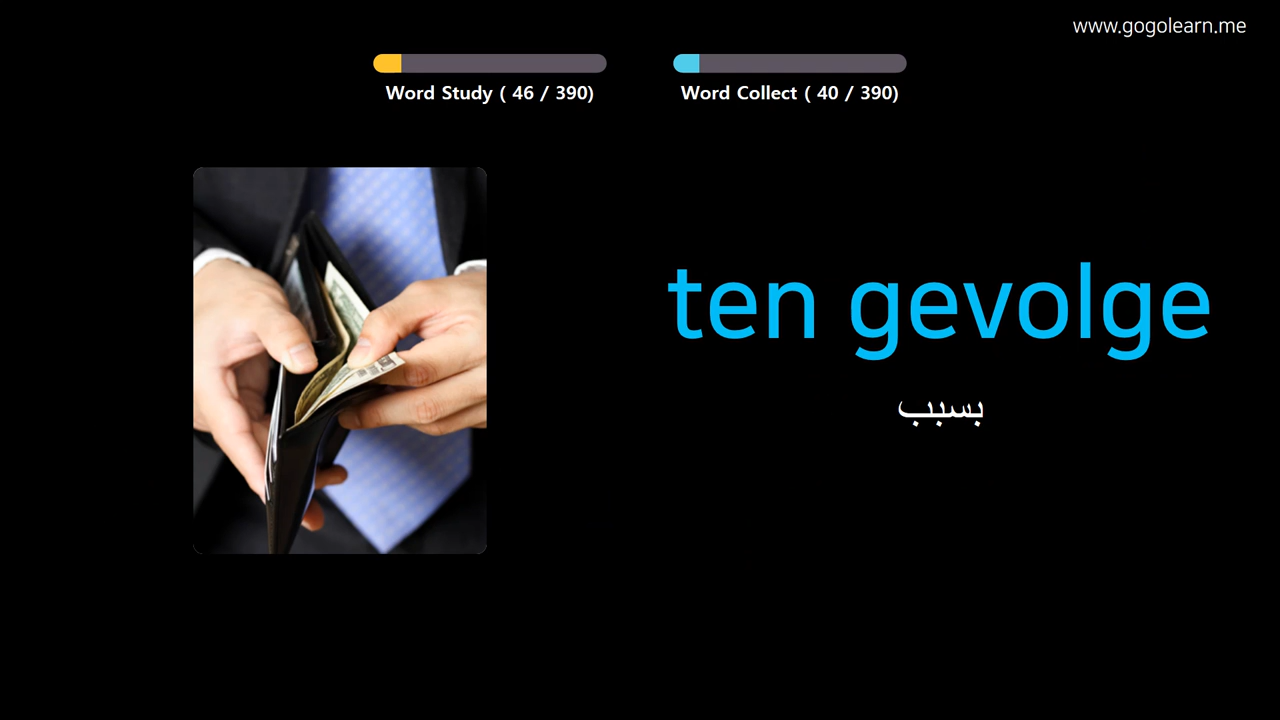 www.gogolearn.me
Word Study ( 46 / 390)
Word Collect ( 40 / 390)
ten gevolge
بسبب